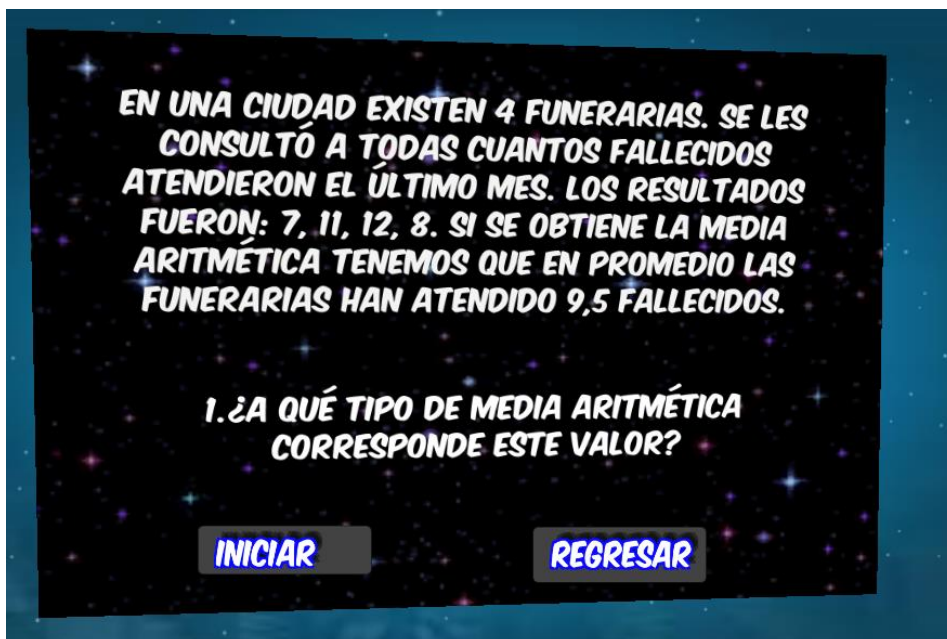 EN UNA CIUDAD EXISTEN 4 FUNERARIAS. SE LES
CONSULTÓ A TODAS CUANTOS FALLECIDOS
ATENDIERON EL ÚLTIMO MES. LOS RESULTADOS
FUERON: 7, 11, 12, 8. SI SE OBTIENE LA MEDIA
ARITMÉTICA TENEMOS QUE EN PROMEDIO LAS
FUNERARIAS HAN ATENDIDO 9,5 FALLECIDOS.
1.¿A QUÉ TIPO DE MEDIA ARITMÉTICA
CORRESPONDE ESTE VALOR?
INICIAR
REGRESAR